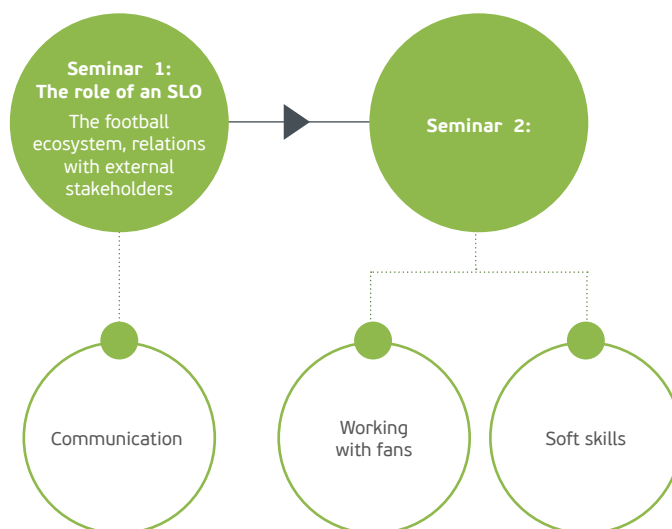 Seminar 1:
The role of an SLO
The football
ecosystem, relations
with external
stakeholders
Seminar 2:
Communication
Working
with fans
Soft skills